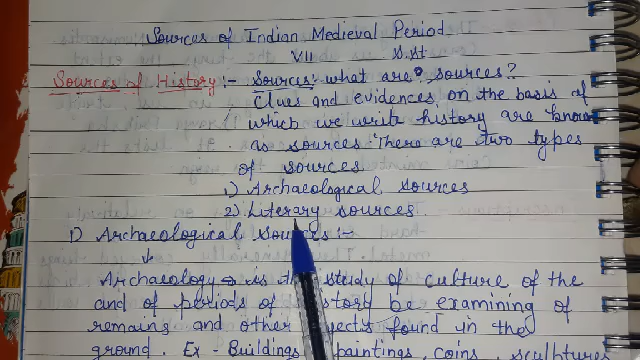 Sources of Indian Medieval Period
VII S.St
Sources of History :- Sources: what are sources?
Clues and evidences on the basis of
which we write history are known
as sources. There are two types
of sources
1) Archaeological sources
2) Literary sources.
1) Archaeological sources :-
Archaeology → is the study of culture of the
and of periods of history be examining of
remains and other objects found in the
ground. Ex - Buildings, paintings, coins, sculptures